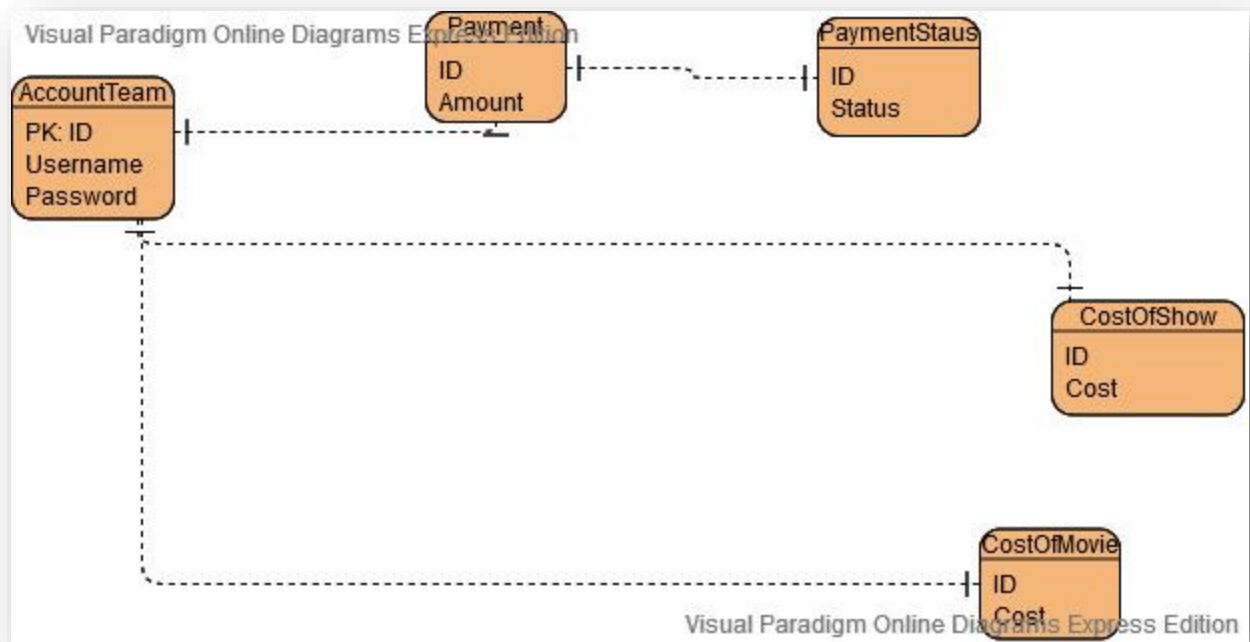 Visual Paradigm Online Diagrams Express Edition
Payment
ID
Amount
PaymentStaus
ID
Status
AccountTeam
PK: ID
Username
Password
CostOfShow
ID
Cost
CostOfMovie
ID
Cost
Visual Paradigm Online Diagrams Express Edition